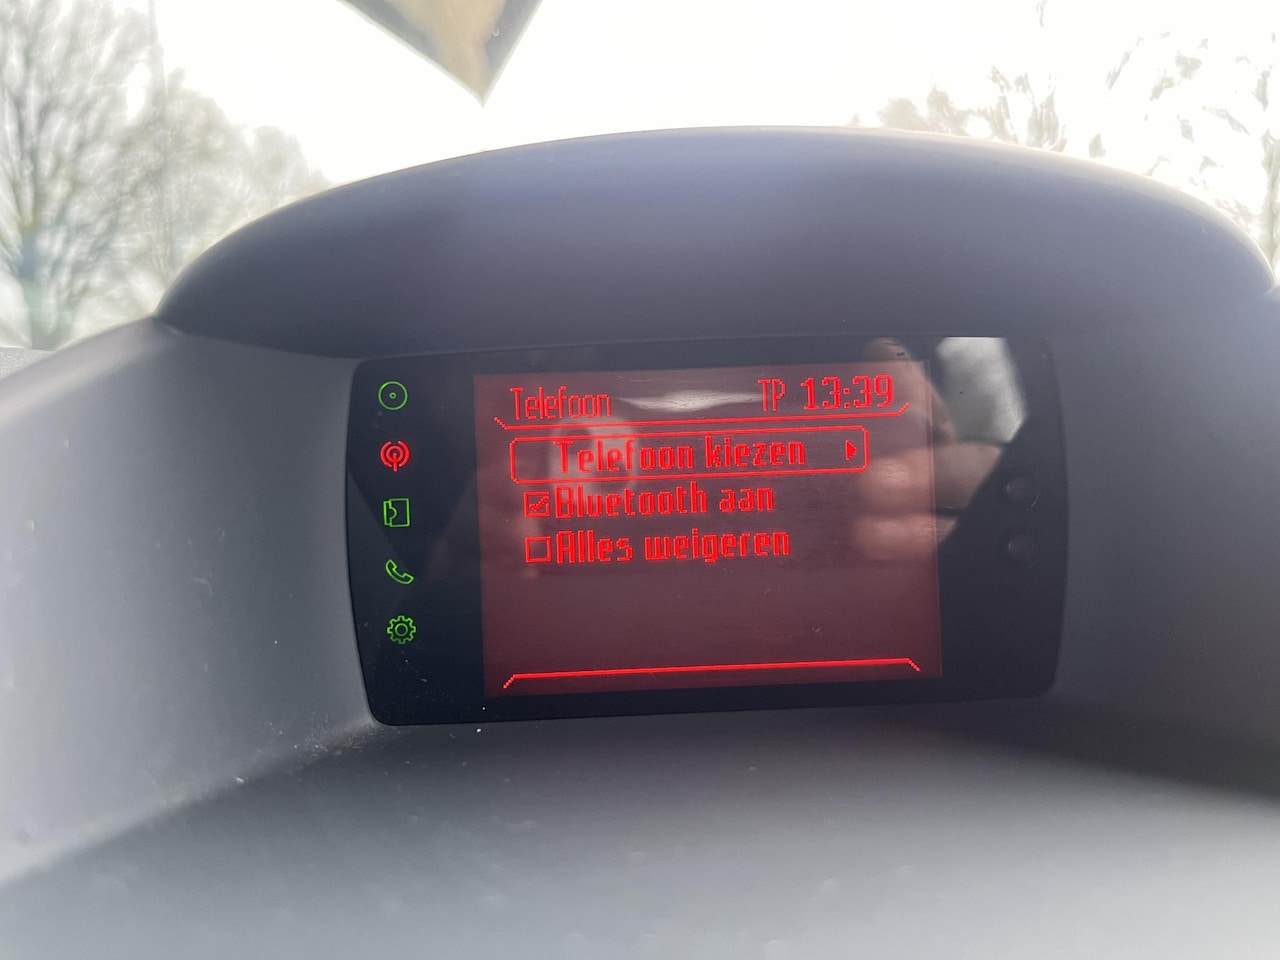 Telefoon TP 13:39
Telefoon kiezen
Bluetooth aan
Alles weigeren